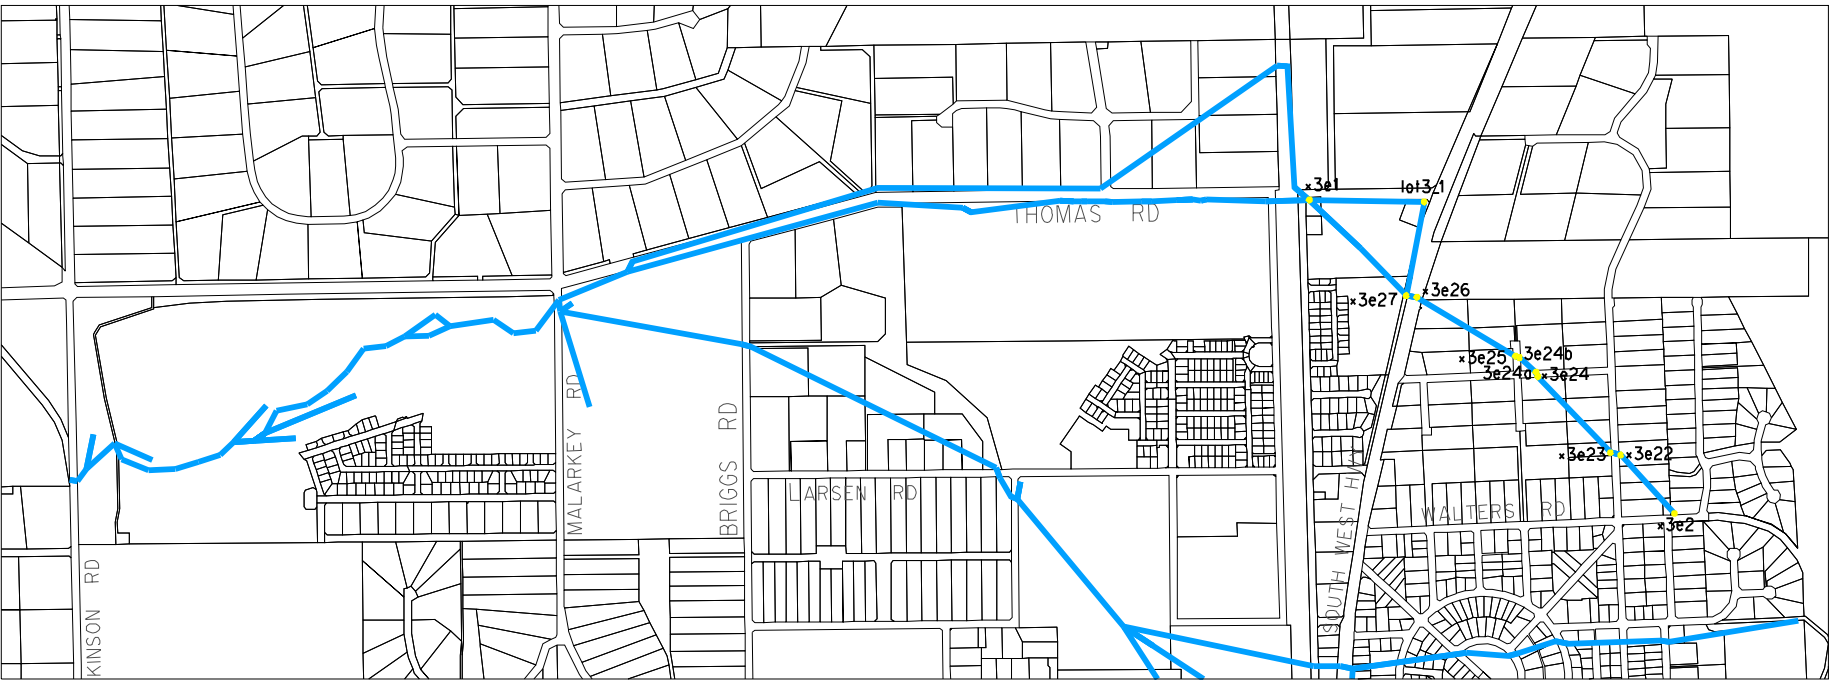 ×3e1
lot3_1
THOMAS RD
×3e27
×3e26
×3e25
3e24b
3e24a
×3e24
MALARKEY RD
BRIGGS RD
LARSEN RD
×3e23
×3e22
WALTERS RD
×3e2
SOUTH WEST HWY
KINSON RD